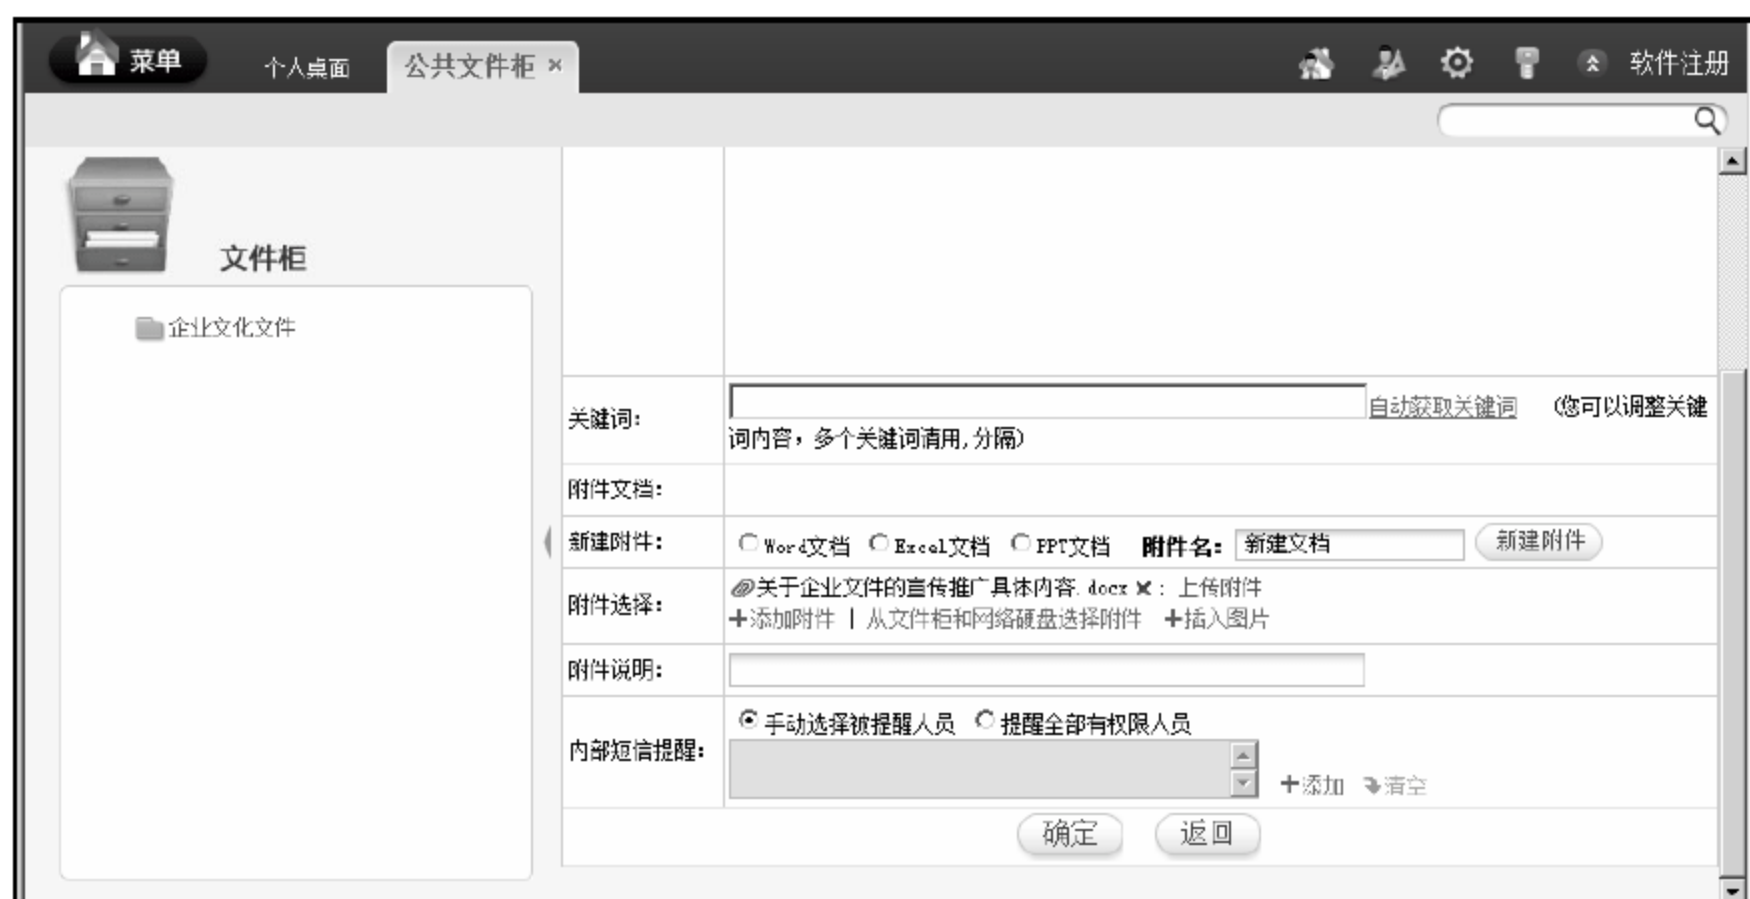 菜单 个人桌面 公共文件柜 × 软件注册
文件柜
企业文化文件
关键词： 自动获取关键词 (您可以调整关键
词内容，多个关键词请用,分隔)
附件文档：
新建附件： Word文档 Excel文档 PPT文档 附件名： 新建文档 新建附件
附件选择： 关于企业文件的宣传推广具体内容.docx ×： 上传附件
+添加附件 | 从文件柜和网络硬盘选择附件 +插入图片
附件说明：
手动选择被提醒人员 提醒全部有权限人员
内部短信提醒：
+添加 清空
确定 返回